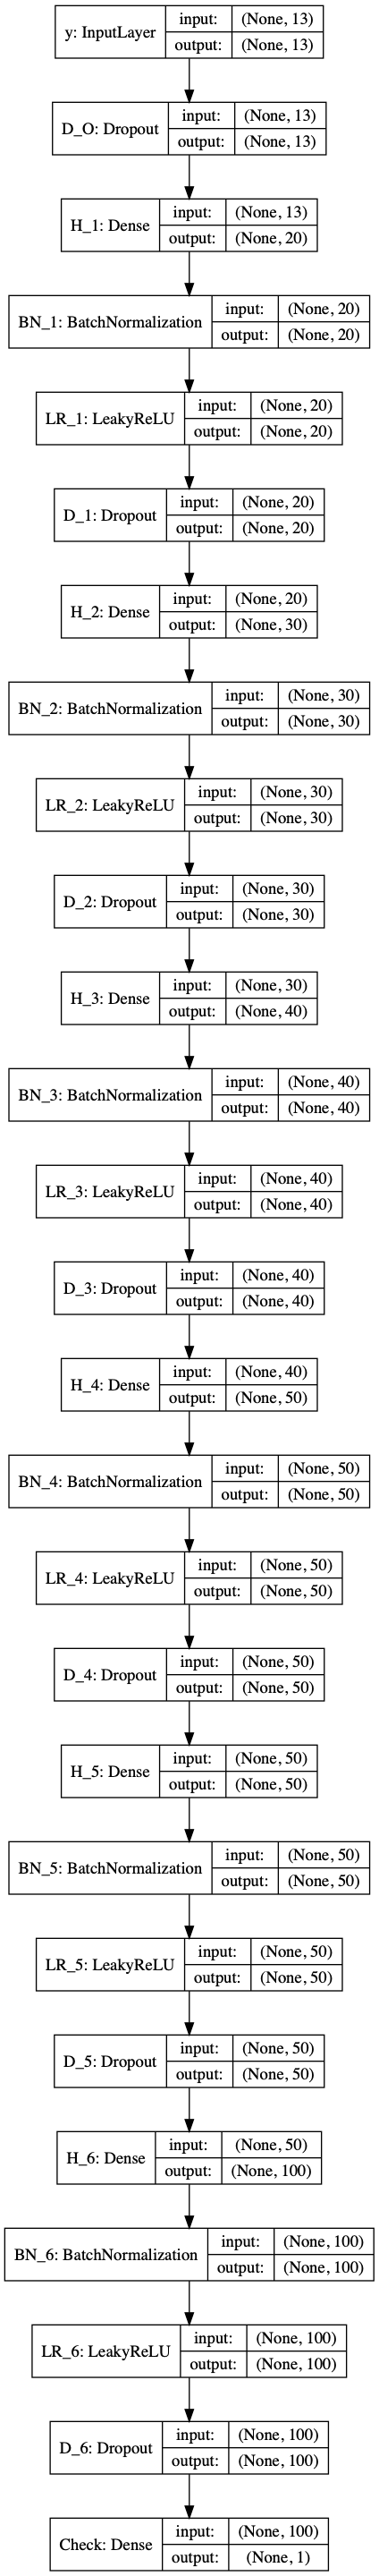 y: InputLayer input: (None, 13)
output: (None, 13)
D_O: Dropout input: (None, 13)
output: (None, 13)
H_1: Dense input: (None, 13)
output: (None, 20)
BN_1: BatchNormalization input: (None, 20)
output: (None, 20)
LR_1: LeakyReLU input: (None, 20)
output: (None, 20)
D_1: Dropout input: (None, 20)
output: (None, 20)
H_2: Dense input: (None, 20)
output: (None, 30)
BN_2: BatchNormalization input: (None, 30)
output: (None, 30)
LR_2: LeakyReLU input: (None, 30)
output: (None, 30)
D_2: Dropout input: (None, 30)
output: (None, 30)
H_3: Dense input: (None, 30)
output: (None, 40)
BN_3: BatchNormalization input: (None, 40)
output: (None, 40)
LR_3: LeakyReLU input: (None, 40)
output: (None, 40)
D_3: Dropout input: (None, 40)
output: (None, 40)
H_4: Dense input: (None, 40)
output: (None, 50)
BN_4: BatchNormalization input: (None, 50)
output: (None, 50)
LR_4: LeakyReLU input: (None, 50)
output: (None, 50)
D_4: Dropout input: (None, 50)
output: (None, 50)
H_5: Dense input: (None, 50)
output: (None, 50)
BN_5: BatchNormalization input: (None, 50)
output: (None, 50)
LR_5: LeakyReLU input: (None, 50)
output: (None, 50)
D_5: Dropout input: (None, 50)
output: (None, 50)
H_6: Dense input: (None, 50)
output: (None, 100)
BN_6: BatchNormalization input: (None, 100)
output: (None, 100)
LR_6: LeakyReLU input: (None, 100)
output: (None, 100)
D_6: Dropout input: (None, 100)
output: (None, 100)
Check: Dense input: (None, 100)
output: (None, 1)